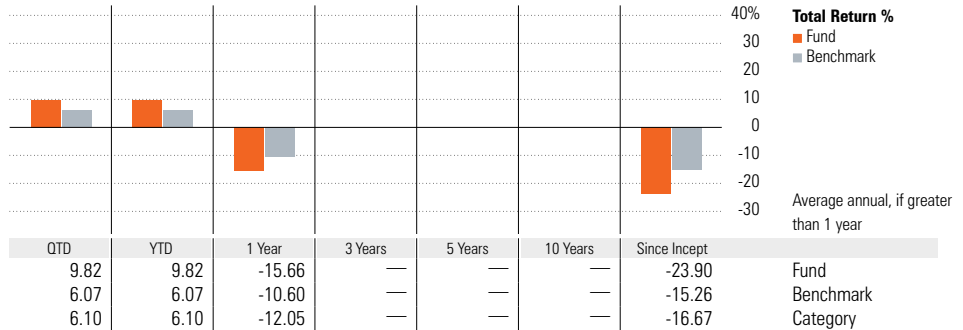 40%
Total Return %
30
Fund
Benchmark
20
10
0
-10
-20
-30
Average annual, if greater
than 1 year
QTD YTD 1 Year 3 Years 5 Years 10 Years Since Incept
9.82 9.82 -15.66 — — — -23.90 Fund
6.07 6.07 -10.60 — — — -15.26 Benchmark
6.10 6.10 -12.05 — — — -16.67 Category